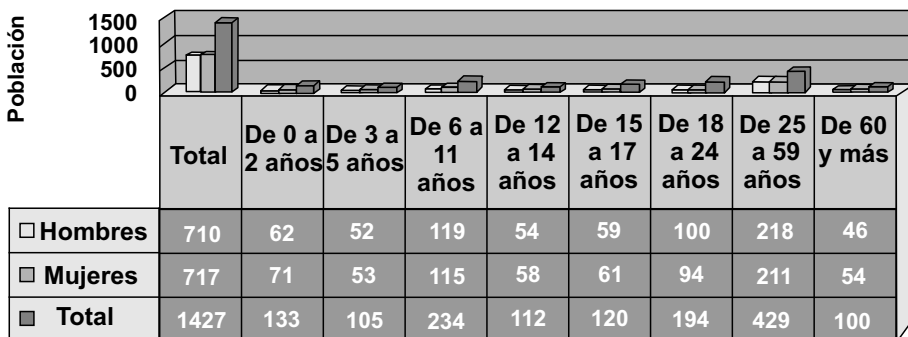 Población
1500
1000
500
0
Total De 0 a 2 años De 3 a 5 años De 6 a 11 años De 12 a 14 años De 15 a 17 años De 18 a 24 años De 25 a 59 años De 60 y más
Hombres 710 62 52 119 54 59 100 218 46
Mujeres 717 71 53 115 58 61 94 211 54
Total 1427 133 105 234 112 120 194 429 100